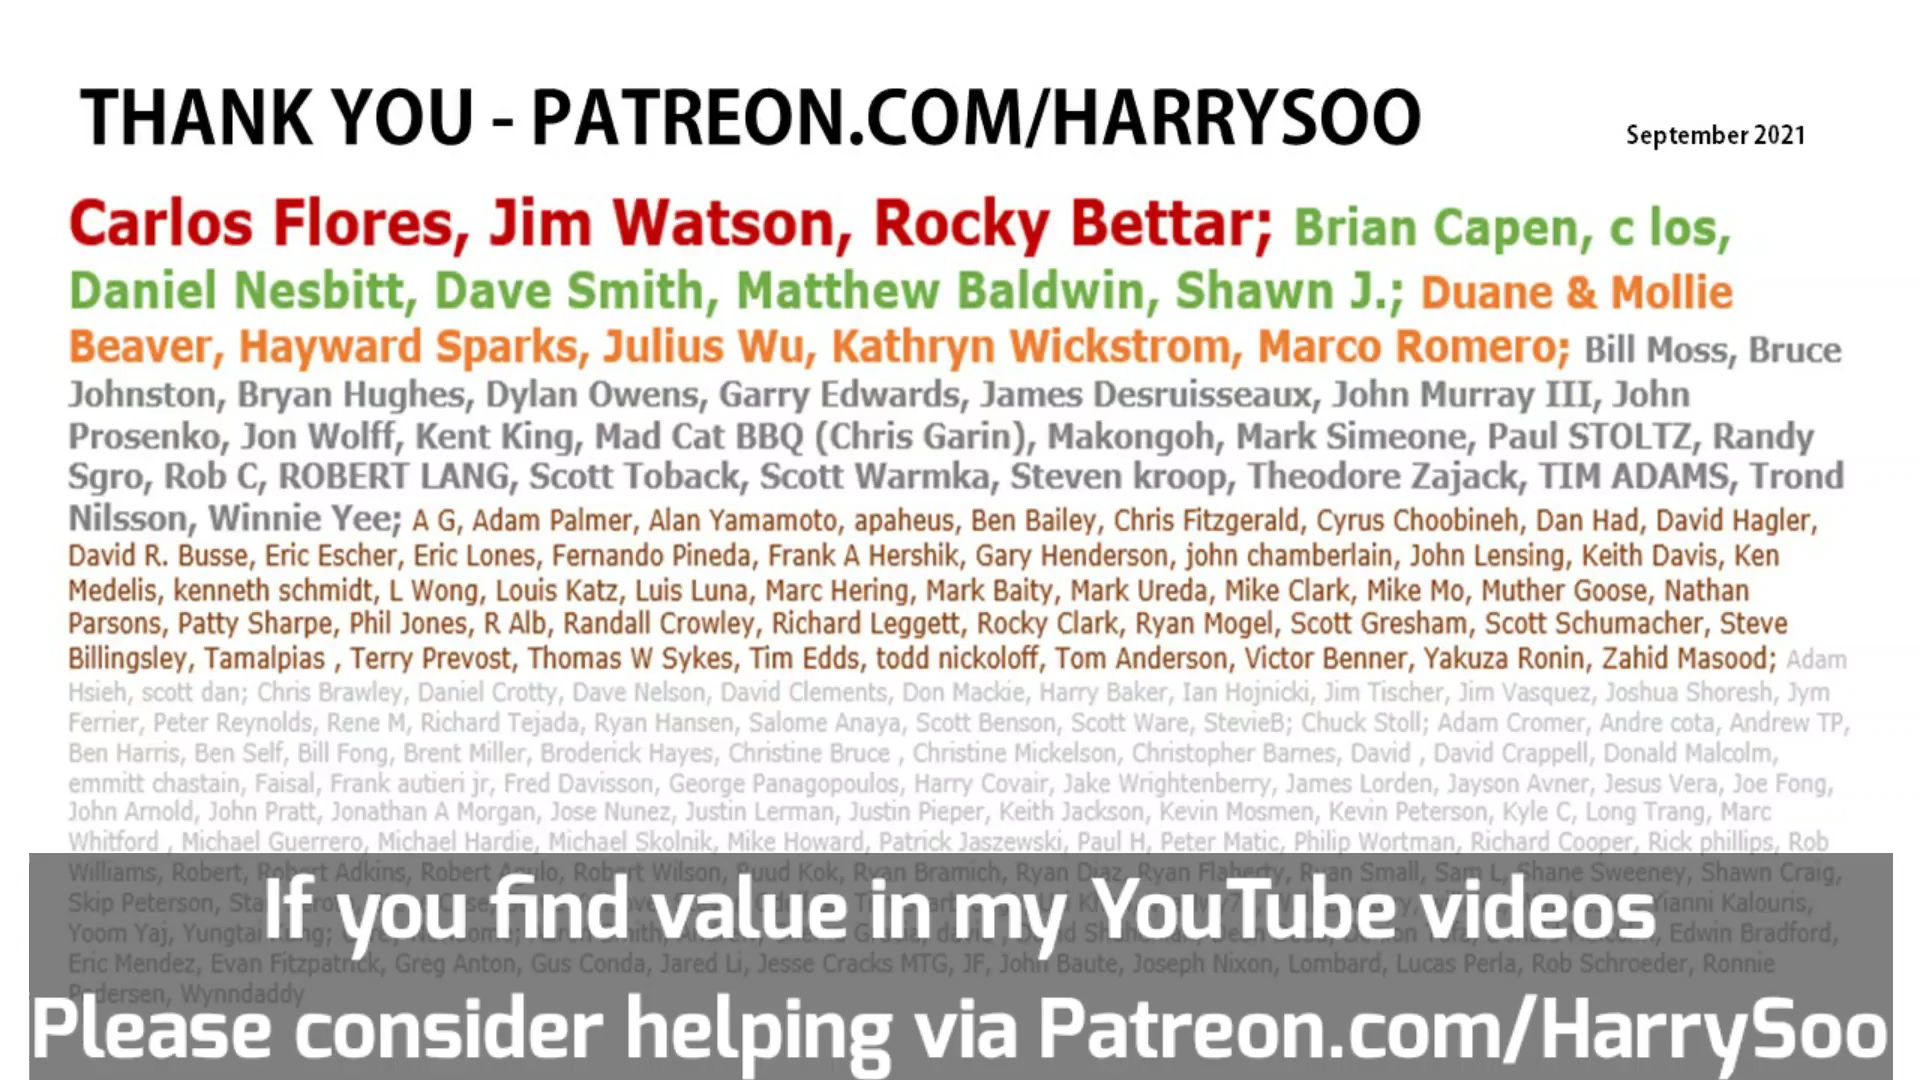 THANK YOU - PATREON.COM/HARRYSOO
September 2021
Carlos Flores, Jim Watson, Rocky Bettar; Brian Capen, c los,
Daniel Nesbitt, Dave Smith, Matthew Baldwin, Shawn J.; Duane & Mollie
Beaver, Hayward Sparks, Julius Wu, Kathryn Wickstrom, Marco Romero; Bill Moss, Bruce
Johnston, Bryan Hughes, Dylan Owens, Garry Edwards, James Desruisseaux, John Murray III, John
Prosenko, Jon Wolff, Kent King, Mad Cat BBQ (Chris Garin), Makongoh, Mark Simeone, Paul STOLTZ, Randy
Sgro, Rob C, ROBERT LANG, Scott Toback, Scott Warmka, Steven kroop, Theodore Zajack, TIM ADAMS, Trond
Nilsson, Winnie Yee; A G, Adam Palmer, Alan Yamamoto, apaheus, Ben Bailey, Chris Fitzgerald, Cyrus Choobineh, Dan Had, David Hagler,
David R. Busse, Eric Escher, Eric Lones, Fernando Pineda, Frank A Hershik, Gary Henderson, john chamberlain, John Lensing, Keith Davis, Ken
Medelis, kenneth schmidt, L Wong, Louis Katz, Luis Luna, Marc Hering, Mark Baity, Mark Ureda, Mike Clark, Mike Mo, Muther Goose, Nathan
Parsons, Patty Sharpe, Phil Jones, R Alb, Randall Crowley, Richard Leggett, Rocky Clark, Ryan Mogel, Scott Gresham, Scott Schumacher, Steve
Billingsley, Tamalpias , Terry Prevost, Thomas W Sykes, Tim Edds, todd nickoloff, Tom Anderson, Victor Benner, Yakuza Ronin, Zahid Masood; Adam
Hsieh, scott dan; Chris Brawley, Daniel Crotty, Dave Nelson, David Clements, Don Mackie, Harry Baker, Ian Hojnicki, Jim Tischer, Jim Vasquez, Joshua Shoresh, Jym
Ferrier, Peter Reynolds, Rene M, Richard Tejada, Ryan Hansen, Salome Anaya, Scott Benson, Scott Ware, StevieB; Chuck Stoll; Adam Cromer, Andre cota, Andrew TP,
Ben Harris, Ben Self, Bill Fong, Brent Miller, Broderick Hayes, Christine Bruce , Christine Mickelson, Christopher Barnes, David , David Crappell, Donald Malcolm,
emmitt chastain, Faisal, Frank autieri jr, Fred Davisson, George Panagopoulos, Harry Covair, Jake Wrightenberry, James Lorden, Jayson Avner, Jesus Vera, Joe Fong,
John Arnold, John Pratt, Jonathan A Morgan, Jose Nunez, Justin Lerman, Justin Pieper, Keith Jackson, Kevin Mosmen, Kevin Peterson, Kyle C, Long Trang, Marc
Whitford , Michael Guerrero, Michael Hardie, Michael Skolnik, Mike Howard, Patrick Jaszewski, Paul H, Peter Matic, Philip Wortman, Richard Cooper, Rick phillips, Rob
Williams, Robert, Robert Adkins, Robert Robert Wilson, Ruud Kok, Ryan Bramich, Ryan Diaz, Ryan Flaherty, Ryan Small, Sam L, Shane Sweeney, Shawn Craig,
Skip Peterson, Yianni Kalouris,
Yoom Yaj, Yungtai Edwin Bradford,
Eric Mendez, Evan Fitzpatrick, Greg Anton, Gus Conda, Jared Li, Jesse Cracks MTG, JF, John Baute, Joseph Nixon, Lombard, Lucas Perla, Rob Schroeder, Ronnie
Pedersen, Wynndaddy
If you find value in my YouTube videos
Please consider helping via Patreon.com/HarrySoo